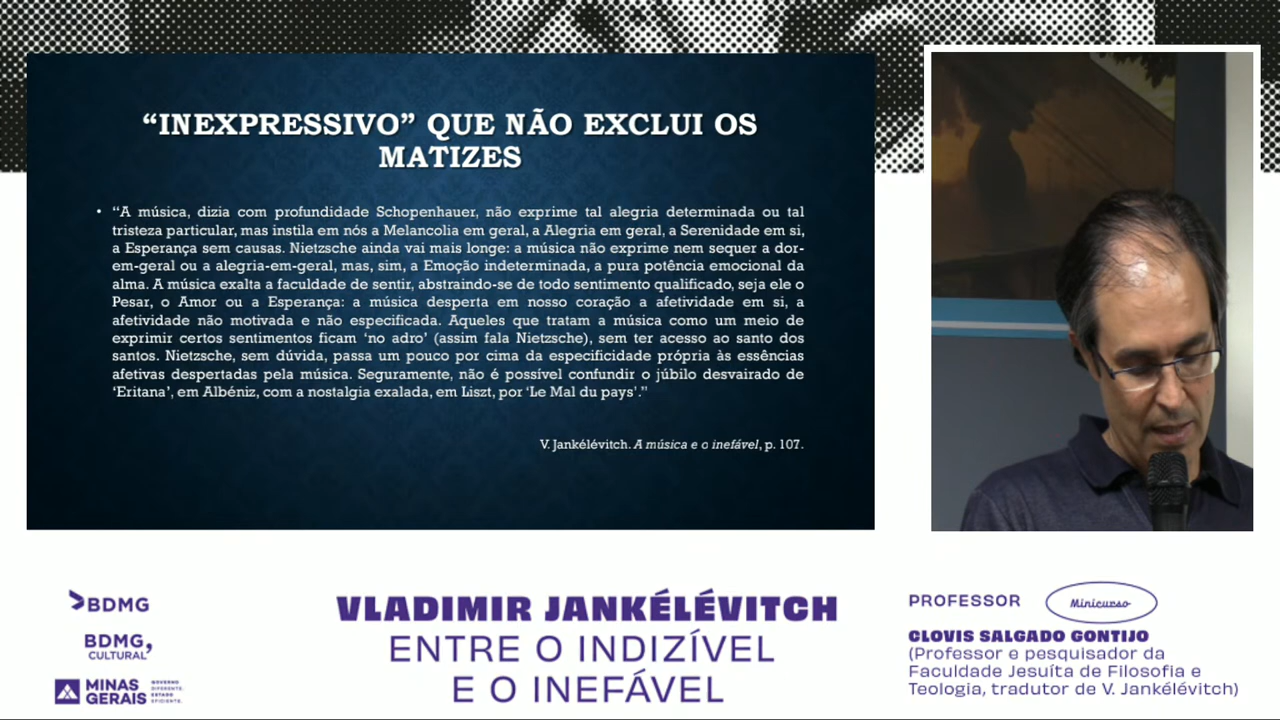 “INEXPRESSIVO” QUE NÃO EXCLUI OS
MATIZES
• “A música, dizia com profundidade Schopenhauer, não exprime tal alegria determinada ou tal
tristeza particular, mas instila em nós a Melancolia em geral, a Alegria em geral, a Serenidade em si,
a Esperança sem causas. Nietzsche ainda vai mais longe: a música não exprime nem sequer a dor-
em-geral ou a alegria-em-geral, mas, sim, a Emoção indeterminada, a pura potência emocional da
alma. A música exalta a faculdade de sentir, abstraindo-se de todo sentimento qualificado, seja ele o
Pesar, o Amor ou a Esperança: a música desperta em nosso coração a afetividade em si, a
afetividade não motivada e não especificada. Aqueles que tratam a música como um meio de
exprimir certos sentimentos ficam ‘no adro’ (assim fala Nietzsche), sem ter acesso ao santo dos
santos. Nietzsche, sem dúvida, passa um pouco por cima da especificidade própria às essências
afetivas despertadas pela música. Seguramente, não é possível confundir o júbilo desvairado de
‘Eritana’, em Albéniz, com a nostalgia exalada, em Liszt, por ‘Le Mal du pays’.”
V. Jankélévitch. A música e o inefável, p. 107.
BDMG
BDMG,
CULTURAL
MINAS
GERAIS
GOVERNO
DIFERENTE.
ESTADO
EFICIENTE.
VLADIMIR JANKÉLÉVITCH
ENTRE O INDIZÍVEL
E O INEFÁVEL
PROFESSOR
Minicurso
CLOVIS SALGADO GONTIJO
(Professor e pesquisador da
Faculdade Jesuíta de Filosofia e
Teologia, tradutor de V. Jankélévitch)